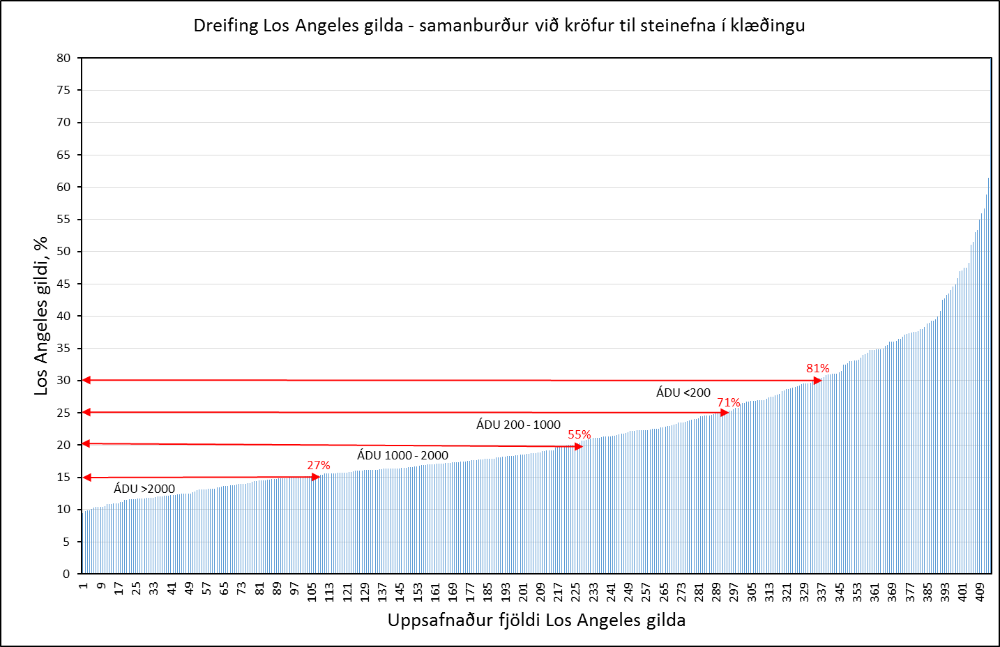 Dreifing Los Angeles gilda - samanburður við kröfur til steinefna í klæðingu
Los Angeles gildi, %
80
75
70
65
60
55
50
45
40
35
30
25
20
15
10
5
0
81%
ÁDU <200
71%
ÁDU 200 - 1000
55%
ÁDU 1000 - 2000
27%
ÁDU >2000
1 9 17 25 33 41 49 57 65 73 81 89 97 105 113 121 129 137 145 153 161 169 177 185 193 201 209 217 225 233 241 249 257 265 273 281 289 297 305 313 321 329 337 345 353 361 369 377 385 393 401 409
Uppsafnaður fjöldi Los Angeles gilda